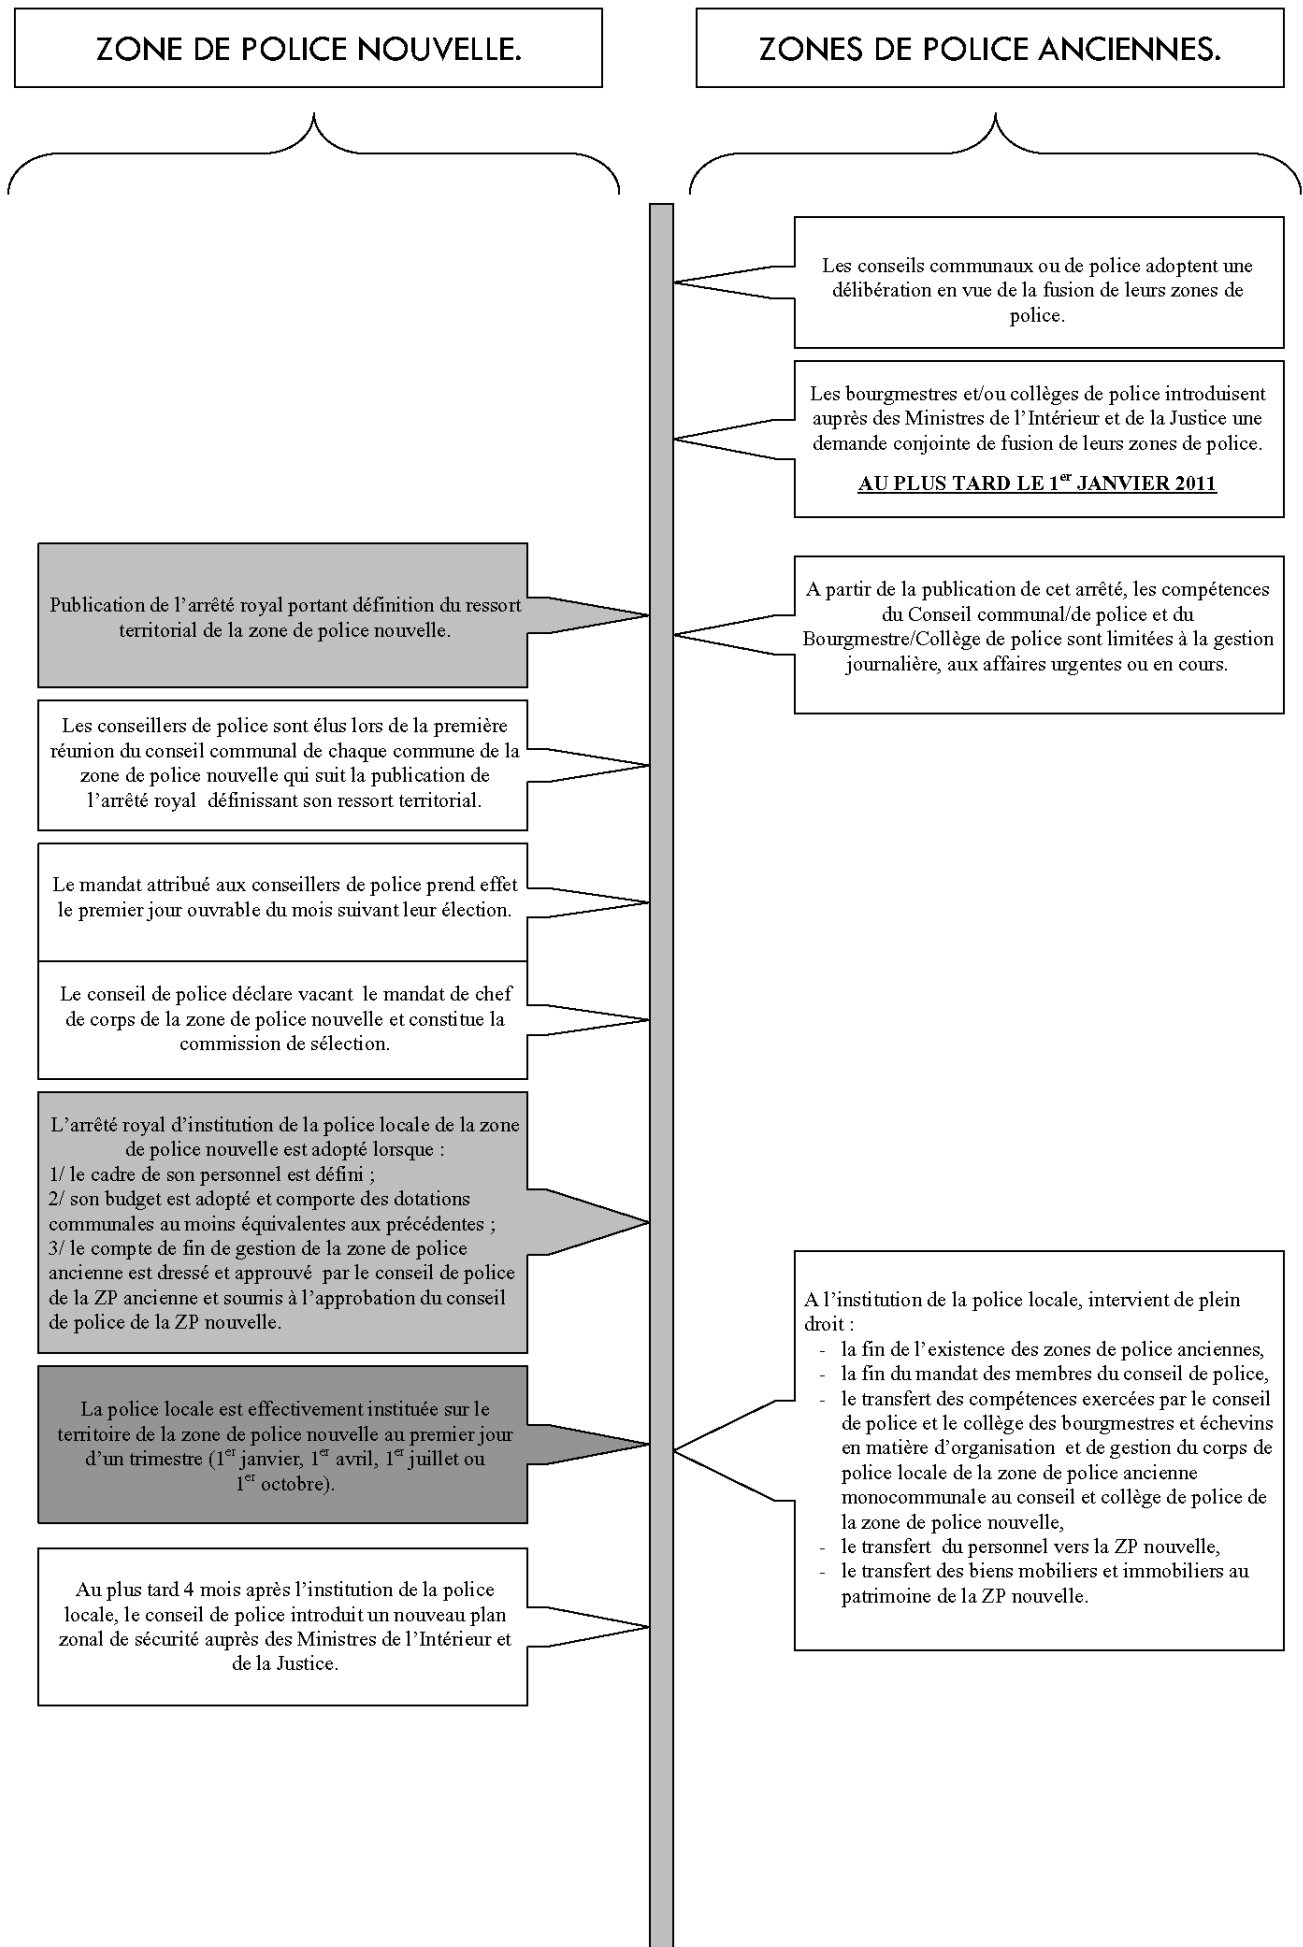 ZONE DE POLICE NOUVELLE.
ZONES DE POLICE ANCIENNES.
Les conseils communaux ou de police adoptent une
délibération en vue de la fusion de leurs zones de
police.
Les bourgmestres et/ou collèges de police introduisent
auprès des Ministres de l’Intérieur et de la Justice une
demande conjointe de fusion de leurs zones de police.
AU PLUS TARD LE 1er JANVIER 2011
Publication de l’arrêté royal portant définition du ressort
territorial de la zone de police nouvelle.
A partir de la publication de cet arrêté, les compétences
du Conseil communal/de police et du
Bourgmestre/Collège de police sont limitées à la gestion
journalière, aux affaires urgentes ou en cours.
Les conseillers de police sont élus lors de la première
réunion du conseil communal de chaque commune de la
zone de police nouvelle qui suit la publication de
l’arrêté royal définissant son ressort territorial.
Le mandat attribué aux conseillers de police prend effet
le premier jour ouvrable du mois suivant leur élection.
Le conseil de police déclare vacant le mandat de chef
de corps de la zone de police nouvelle et constitue la
commission de sélection.
L’arrêté royal d’institution de la police locale de la zone
de police nouvelle est adopté lorsque :
1/ le cadre de son personnel est défini ;
2/ son budget est adopté et comporte des dotations
communales au moins équivalentes aux précédentes ;
3/ le compte de fin de gestion de la zone de police
ancienne est dressé et approuvé par le conseil de police
de la ZP ancienne et soumis à l’approbation du conseil
de police de la ZP nouvelle.
La police locale est effectivement instituée sur le
territoire de la zone de police nouvelle au premier jour
d’un trimestre (1er janvier, 1er avril, 1er juillet ou
1er octobre).
A l’institution de la police locale, intervient de plein
droit :
- la fin de l’existence des zones de police anciennes,
- la fin du mandat des membres du conseil de police,
- le transfert des compétences exercées par le conseil
de police et le collège des bourgmestres et échevins
en matière d’organisation et de gestion du corps de
police locale de la zone de police ancienne
monocommunale au conseil et collège de police de
la zone de police nouvelle,
- le transfert du personnel vers la ZP nouvelle,
- le transfert des biens mobiliers et immobiliers au
patrimoine de la ZP nouvelle.
Au plus tard 4 mois après l’institution de la police
locale, le conseil de police introduit un nouveau plan
zonal de sécurité auprès des Ministres de l’Intérieur et
de la Justice.